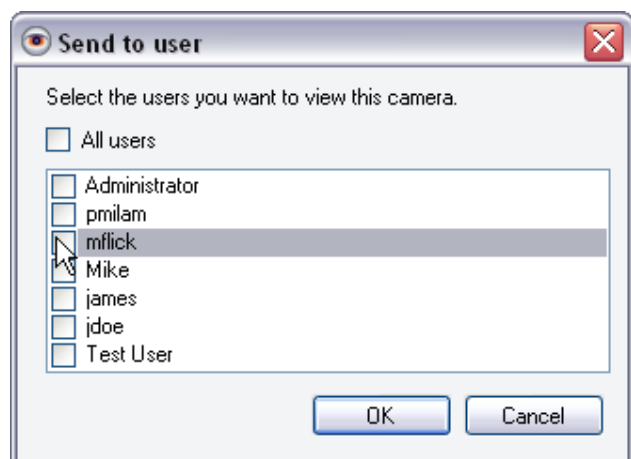 Send to user
Select the users you want to view this camera.
All users
Administrator
pmilam
mflick
Mike
james
jdoe
Test User
OK Cancel